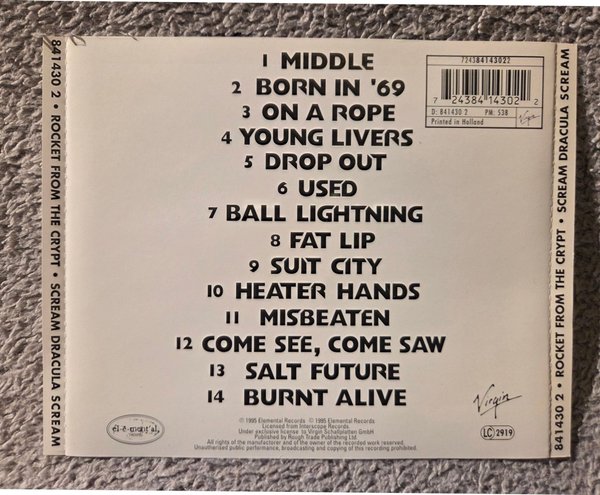 841430 2 • ROCKET FROM THE CRYPT • SCREAM DRACULA SCREAM
1 MIDDLE
2 BORN IN '69
3 ON A ROPE
4 YOUNG LIVERS
5 DROP OUT
6 USED
7 BALL LIGHTNING
8 FAT LIP
9 SUIT CITY
10 HEATER HANDS
11 MISBEATEN
12 COME SEE, COME SAW
13 SALT FUTURE
14 BURNT ALIVE
724384143022
7 24384 14302 2
D: 841430 2 PM: 538
Printed in Holland
Virgin
el-e-ment'al
℗ 1995 Elemental Records © 1995 Elemental Records
Licensed from Interscope Records
Under exclusive license to Virgin Schallplatten GmbH
Published by Rough Trade Publishing Ltd.
All rights of the manufacturer and of the owner of the recorded work reserved.
Unauthorised public performance, broadcasting and copying of this recording prohibited.
Virgin
LC 2919
841430 2 • ROCKET FROM THE CRYPT • SCREAM DRACULA SCREAM